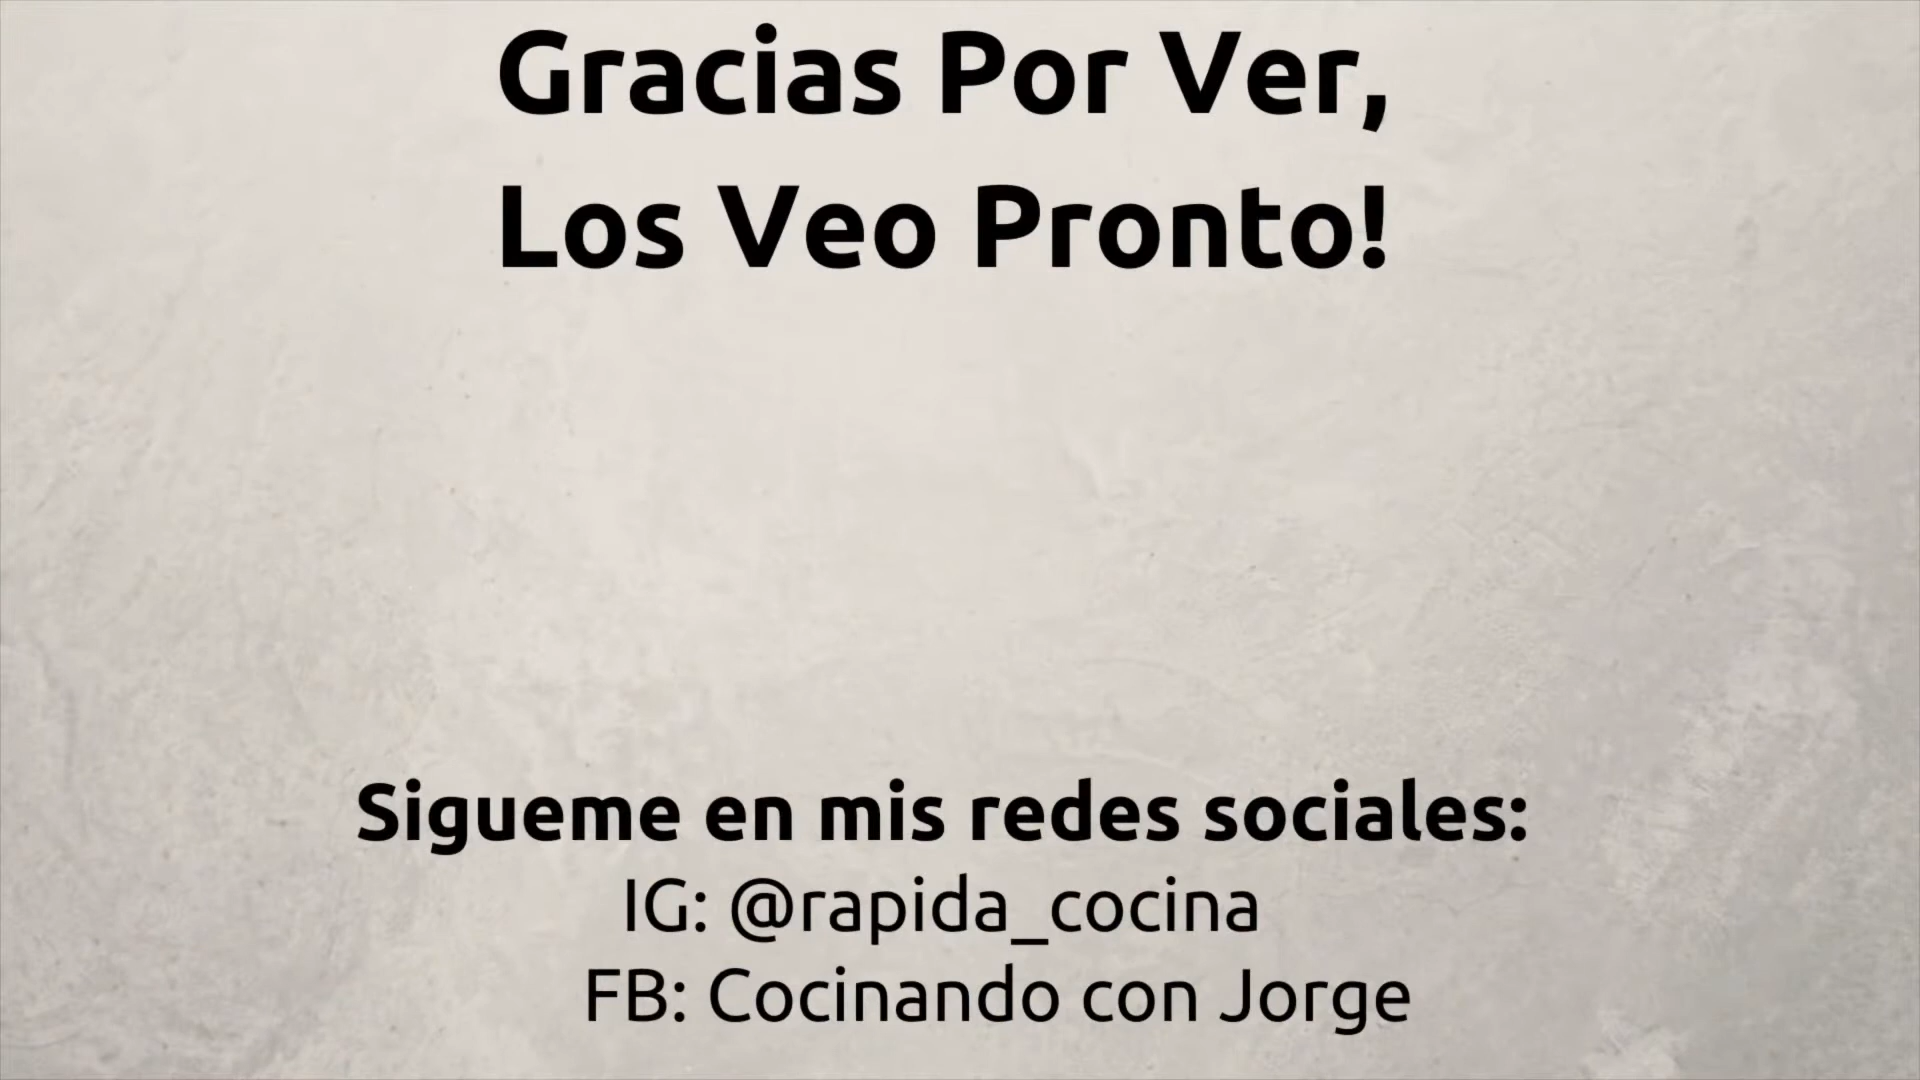 Gracias Por Ver,
Los Veo Pronto!
Sigueme en mis redes sociales:
IG: @rapida_cocina
FB: Cocinando con Jorge